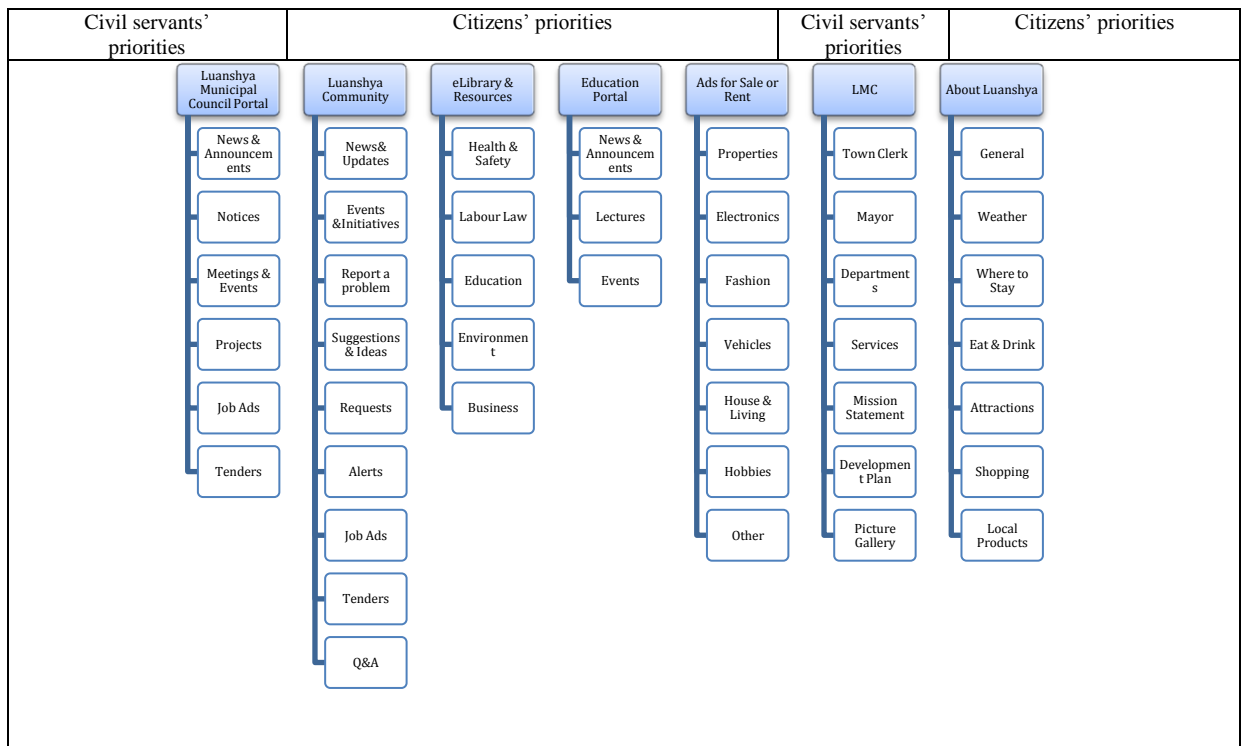 Civil servants’
priorities
Citizens’ priorities
Civil servants’
priorities
Citizens’ priorities
Luanshya
Municipal
Council Portal
News &
Announcem
ents
Notices
Meetings &
Events
Projects
Job Ads
Tenders
Luanshya
Community
News&
Updates
Events
&Initiatives
Report a
problem
Suggestions
& Ideas
Requests
Alerts
Job Ads
Tenders
Q&A
eLibrary &
Resources
Health &
Safety
Labour Law
Education
Environmen
t
Business
Education
Portal
News &
Announcem
ents
Lectures
Events
Ads for Sale or
Rent
Properties
Electronics
Fashion
Vehicles
House &
Living
Hobbies
Other
LMC
Town Clerk
Mayor
Department
s
Services
Mission
Statement
Developmen
t Plan
Picture
Gallery
About Luanshya
General
Weather
Where to
Stay
Eat & Drink
Attractions
Shopping
Local
Products